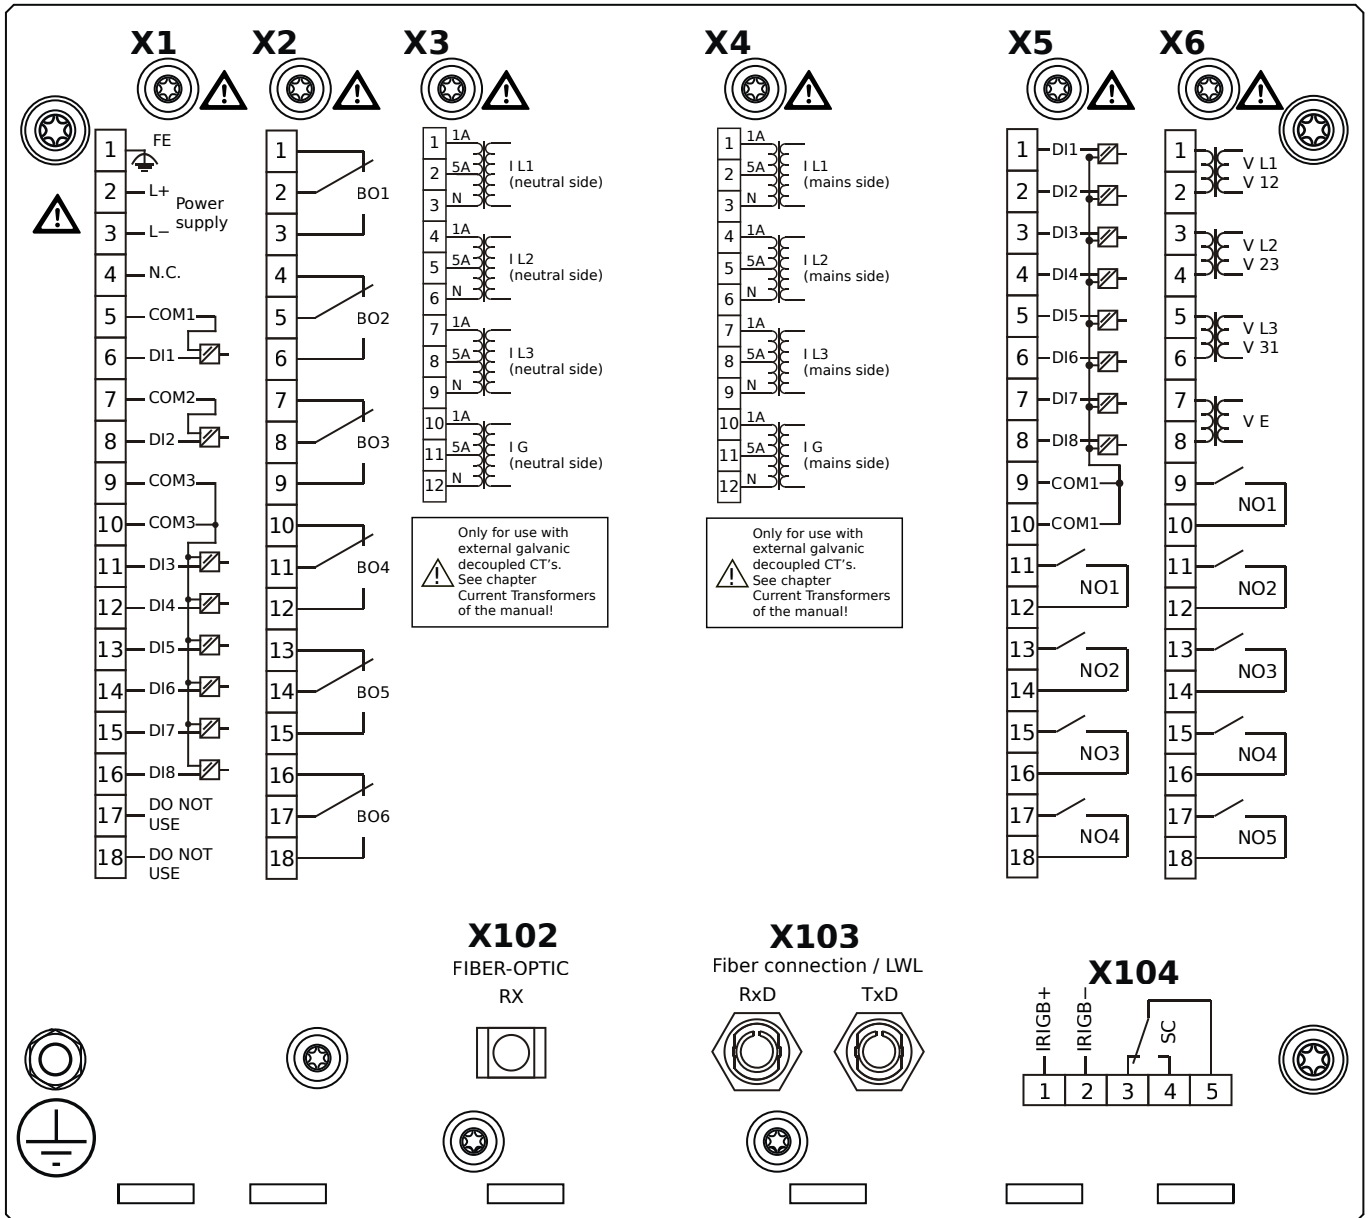 X1
X2
X3
X4
X5
X6
1
FE
2
L+
Power
supply
3
L−
4
N.C.
5
COM1
6
DI1
7
COM2
8
DI2
9
COM3
10
COM3
11
DI3
12
DI4
13
DI5
14
DI6
15
DI7
16
DI8
17
DO NOT
USE
18
DO NOT
USE
1
2
BO1
3
4
5
BO2
6
7
8
BO3
9
10
11
BO4
12
13
14
BO5
15
16
17
BO6
18
1
1A
2
5A
I L1
(neutral side)
3
N
4
1A
5
5A
I L2
(neutral side)
6
N
7
1A
8
5A
I L3
(neutral side)
9
N
10
1A
11
5A
I G
(neutral side)
12
N
Only for use with
external galvanic
decoupled CT’s.
See chapter
Current Transformers
of the manual!
1
1A
2
5A
I L1
(mains side)
3
N
4
1A
5
5A
I L2
(mains side)
6
N
7
1A
8
5A
I L3
(mains side)
9
N
10
1A
11
5A
I G
(mains side)
12
N
Only for use with
external galvanic
decoupled CT’s.
See chapter
Current Transformers
of the manual!
1
DI1
2
DI2
3
DI3
4
DI4
5
DI5
6
DI6
7
DI7
8
DI8
9
COM1
10
COM1
11
NO1
12
13
NO2
14
15
NO3
16
17
NO4
18
1
V L1
V 12
2
3
V L2
V 23
4
5
V L3
V 31
6
7
V E
8
9
NO1
10
11
NO2
12
13
NO3
14
15
NO4
16
17
NO5
18
X102
FIBER-OPTIC
RX
X103
Fiber connection / LWL
RxD
TxD
X104
IRIGB+
IRIGB−
SC
1
2
3
4
5